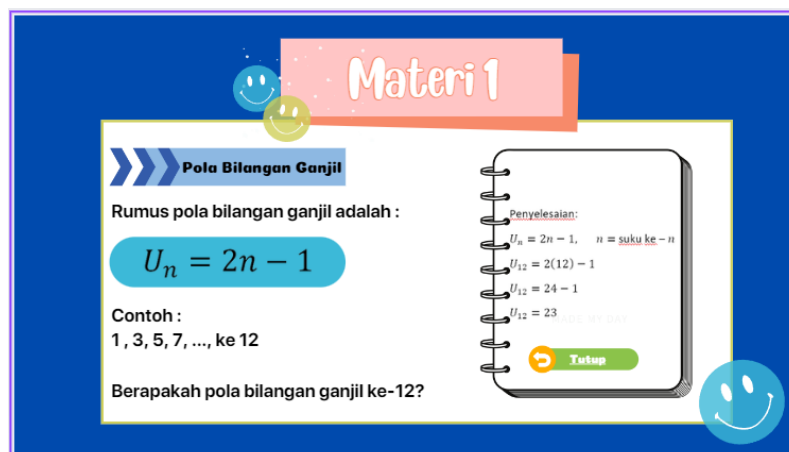 Materi 1
Pola Bilangan Ganjil
Rumus pola bilangan ganjil adalah :
Uₙ = 2n − 1
Contoh :
1 , 3, 5, 7, ..., ke 12
Berapakah pola bilangan ganjil ke-12?
Penyelesaian:
Uₙ = 2n − 1, n = suku ke − n
U₁₂ = 2(12) − 1
U₁₂ = 24 − 1
U₁₂ = 23
Tutup